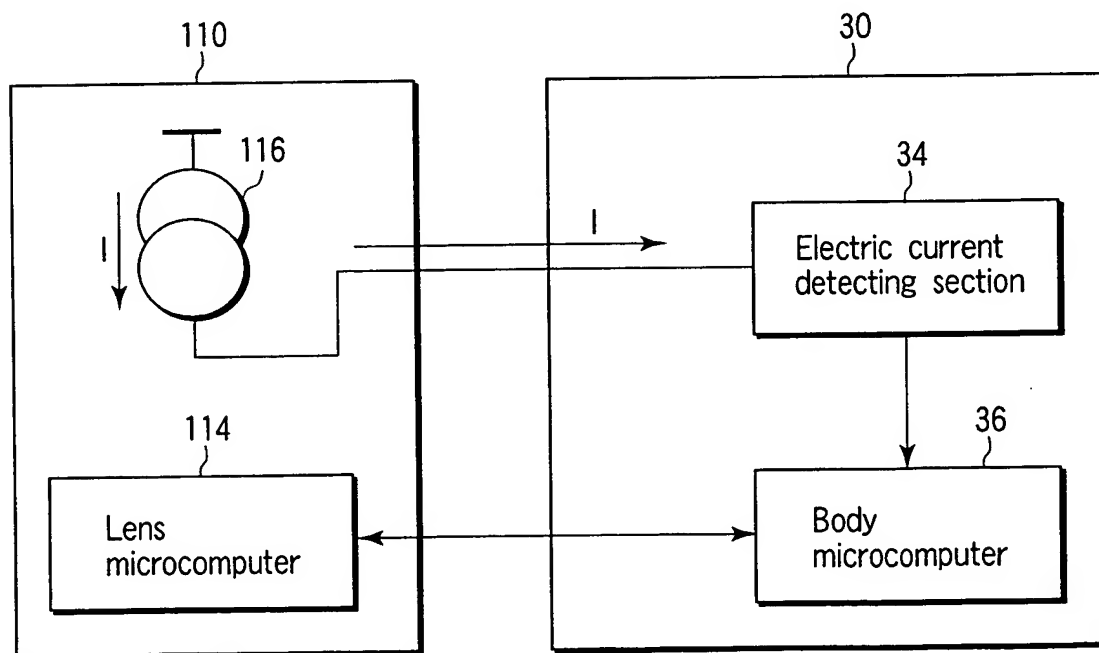 110
30
116
34
I
I
Electric current
detecting section
114
36
Lens
microcomputer
Body
microcomputer